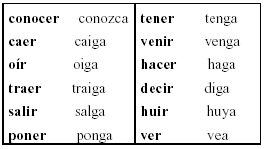 conocer conozca tener tenga
caer caiga venir venga
oír oiga hacer haga
traer traiga decir diga
salir salga huir huya
poner ponga ver vea